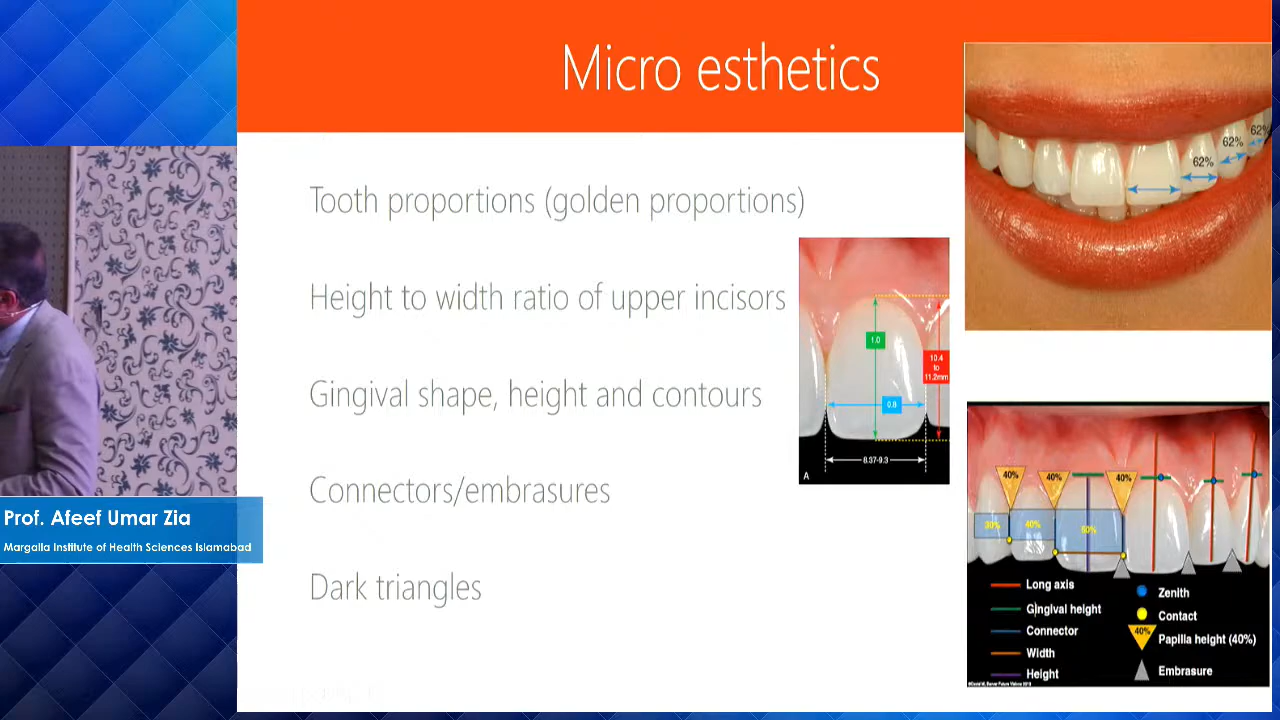 Micro esthetics
Tooth proportions (golden proportions)
Height to width ratio of upper incisors
Gingival shape, height and contours
Connectors/embrasures
Dark triangles
62%
62%
62%
1.0
0.8
10.4
to
11.2mm
8.37-9.3
A
40%
40%
40%
30%
40%
50%
Long axis
Gingival height
Connector
Width
Height
Zenith
Contact
40%
Papilla height (40%)
Embrasure
Prof. Afeef Umar Zia
Margalla Institute of Health Sciences Islamabad